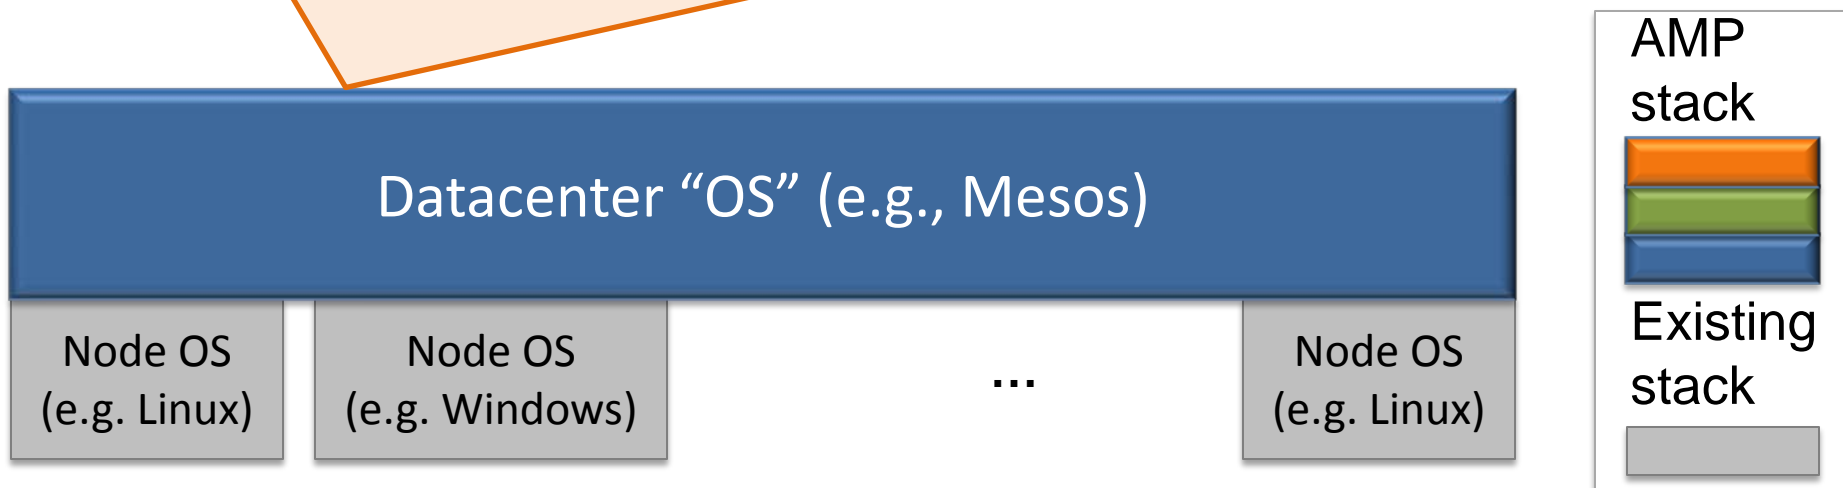 Datacenter “OS” (e.g., Mesos)
Node OS
(e.g. Linux)
Node OS
(e.g. Windows)
...
Node OS
(e.g. Linux)
AMP
stack
Existing
stack